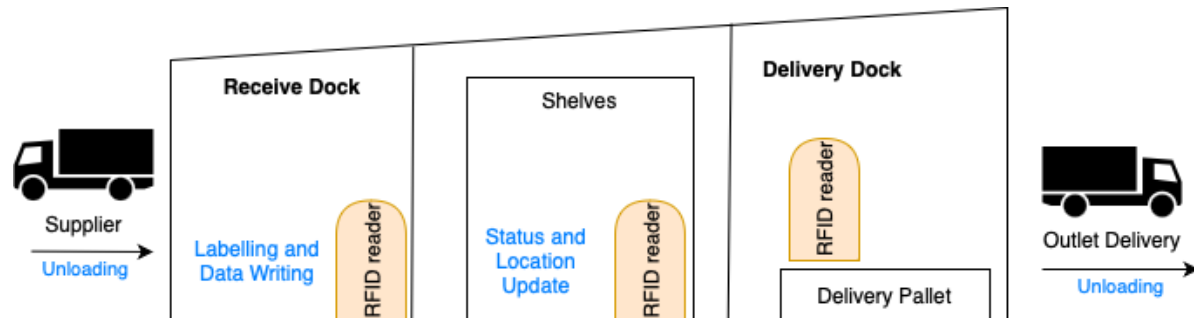 Receive Dock
Delivery Dock
Shelves
Supplier
Unloading
Labelling and
Data Writing
RFID reader
Status and
Location
Update
RFID reader
RFID reader
Delivery Pallet
Outlet Delivery
Unloading